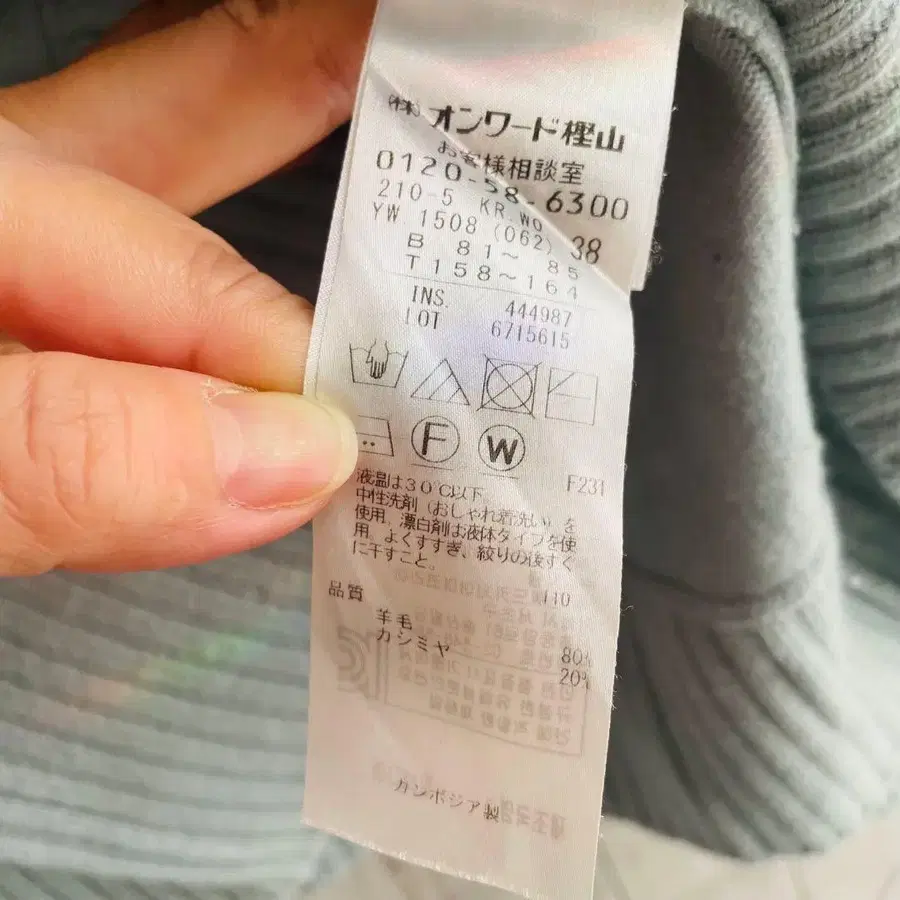 (株)オンワード樫山
お客様相談室
0120-58-6300
210-5 KR.WG
YW 1508 (062) 38
B 81～ 85
T 158～164
INS. 444987
LOT 6715615
F W
F231
液温は30℃以下
中性洗剤（おしゃれ着洗い）を
使用、漂白剤は液体タイプを使
用。よくすすぎ、絞りの後すぐ
に干すこと。
110
品質
羊毛 80%
カシミヤ 20%
カンボジア製